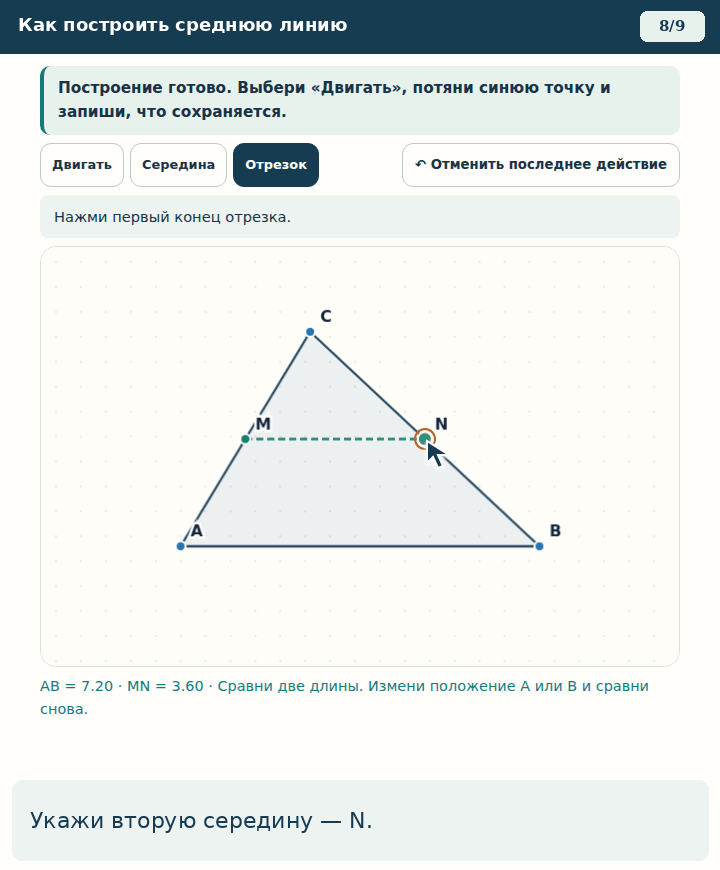 Как построить среднюю линию
8/9
Построение готово. Выбери «Двигать», потяни синюю точку и
запиши, что сохраняется.
Двигать
Середина
Отрезок
↶ Отменить последнее действие
Нажми первый конец отрезка.
C
M
N
A
B
AB = 7.20 · MN = 3.60 · Сравни две длины. Измени положение A или B и сравни
снова.
Укажи вторую середину — N.